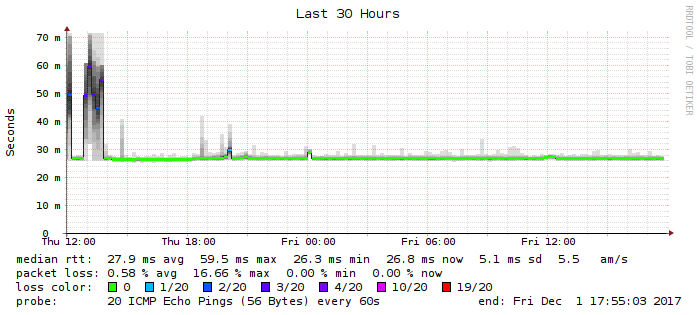 Last 30 Hours
RRDTOOL / TOBI OETIKER
Seconds
70 m
60 m
50 m
40 m
30 m
20 m
10 m
0
Thu 12:00 Thu 18:00 Fri 00:00 Fri 06:00 Fri 12:00
median rtt: 27.9 ms avg 59.5 ms max 26.3 ms min 26.8 ms now 5.1 ms sd 5.5 am/s
packet loss: 0.58 % avg 16.66 % max 0.00 % min 0.00 % now
loss color: 0 1/20 2/20 3/20 4/20 10/20 19/20
probe: 20 ICMP Echo Pings (56 Bytes) every 60s end: Fri Dec 1 17:55:03 2017